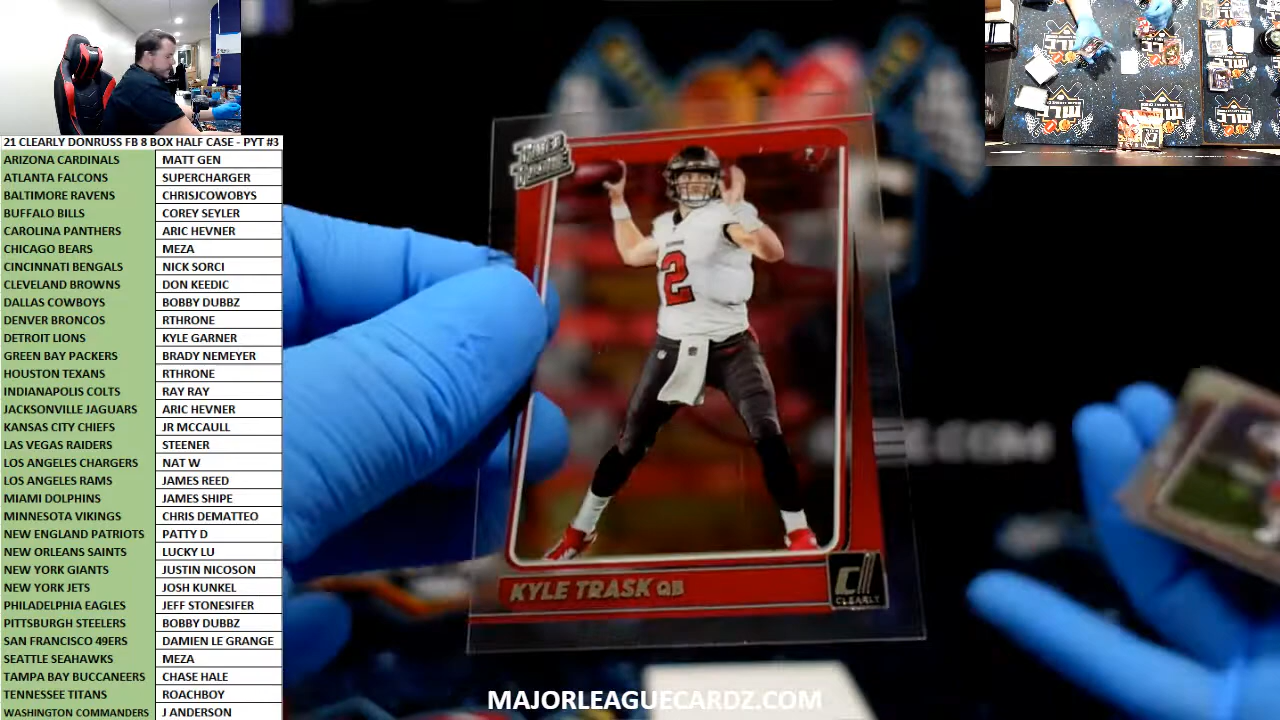 21 CLEARLY DONRUSS FB 8 BOX HALF CASE - PYT #3
ARIZONA CARDINALS MATT GEN
ATLANTA FALCONS SUPERCHARGER
BALTIMORE RAVENS CHRISJCOWOBYS
BUFFALO BILLS COREY SEYLER
CAROLINA PANTHERS ARIC HEVNER
CHICAGO BEARS MEZA
CINCINNATI BENGALS NICK SORCI
CLEVELAND BROWNS DON KEEDIC
DALLAS COWBOYS BOBBY DUBBZ
DENVER BRONCOS RTHRONE
DETROIT LIONS KYLE GARNER
GREEN BAY PACKERS BRADY NEMEYER
HOUSTON TEXANS RTHRONE
INDIANAPOLIS COLTS RAY RAY
JACKSONVILLE JAGUARS ARIC HEVNER
KANSAS CITY CHIEFS JR MCCAULL
LAS VEGAS RAIDERS STEENER
LOS ANGELES CHARGERS NAT W
LOS ANGELES RAMS JAMES REED
MIAMI DOLPHINS JAMES SHIPE
MINNESOTA VIKINGS CHRIS DEMATTEO
NEW ENGLAND PATRIOTS PATTY D
NEW ORLEANS SAINTS LUCKY LU
NEW YORK GIANTS JUSTIN NICOSON
NEW YORK JETS JOSH KUNKEL
PHILADELPHIA EAGLES JEFF STONESIFER
PITTSBURGH STEELERS BOBBY DUBBZ
SAN FRANCISCO 49ERS DAMIEN LE GRANGE
SEATTLE SEAHAWKS MEZA
TAMPA BAY BUCCANEERS CHASE HALE
TENNESSEE TITANS ROACHBOY
WASHINGTON COMMANDERS J ANDERSON
RATED
ROOKIE
2
KYLE TRASK QB
CLEARLY
.COM
MAJORLEAGUECARDZ.COM